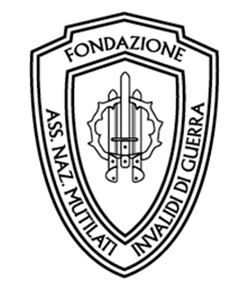 FONDAZIONE
ASS. NAZ. MUTILATI
INVALIDI DI GUERRA